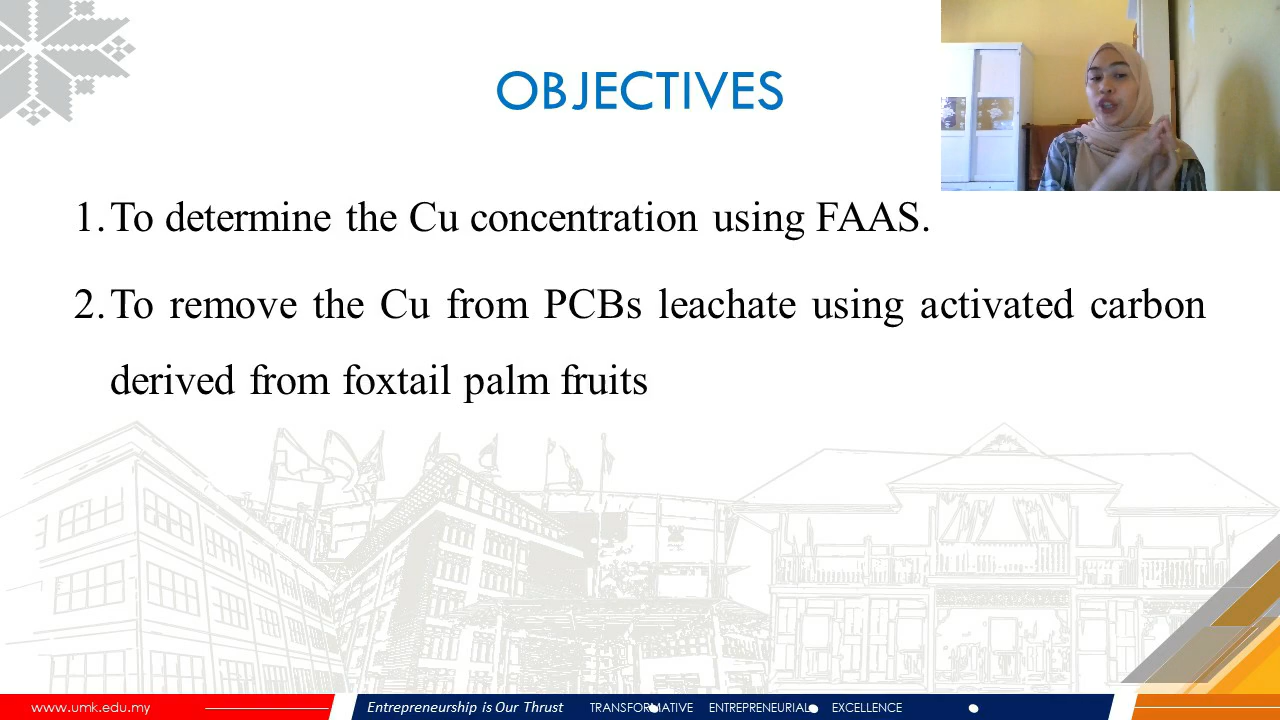 OBJECTIVES
1. To determine the Cu concentration using FAAS.
2. To remove the Cu from PCBs leachate using activated carbon
derived from foxtail palm fruits
www.umk.edu.my
Entrepreneurship is Our Thrust
TRANSFORMATIVE ENTREPRENEURIAL EXCELLENCE